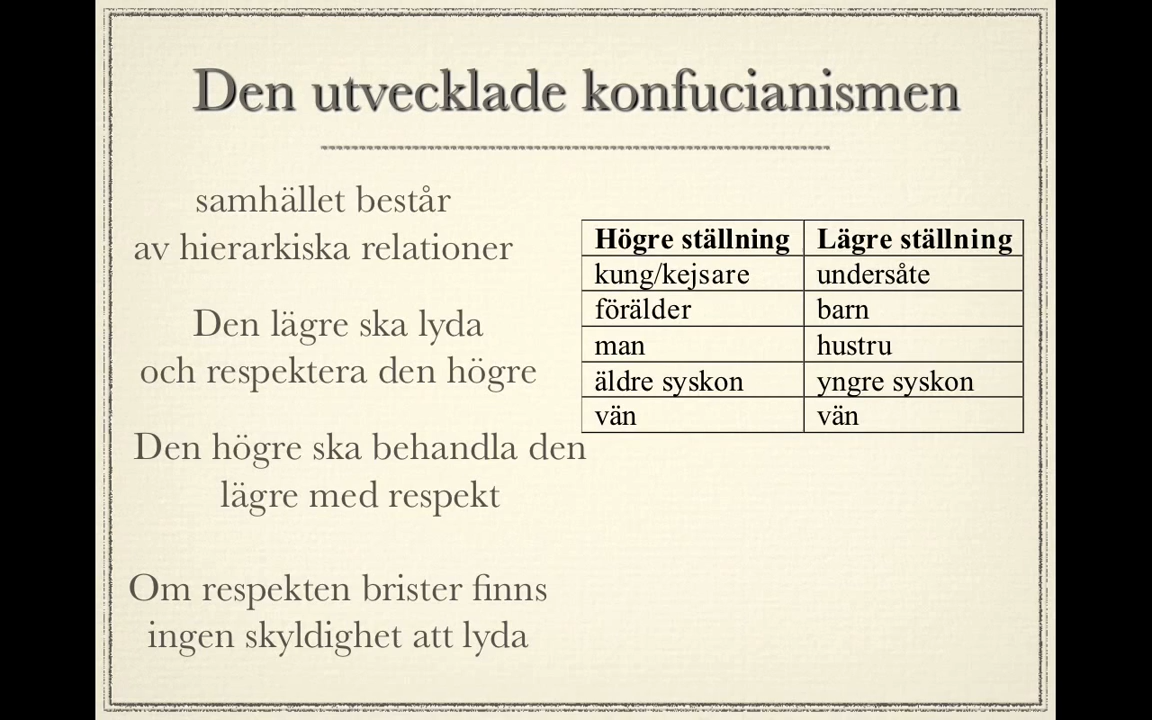 Den utvecklade konfucianismen
samhället består
av hierarkiska relationer
Den lägre ska lyda
och respektera den högre
Den högre ska behandla den
lägre med respekt
Om respekten brister finns
ingen skyldighet att lyda
Högre ställning Lägre ställning
kung/kejsare undersåte
förälder barn
man hustru
äldre syskon yngre syskon
vän vän